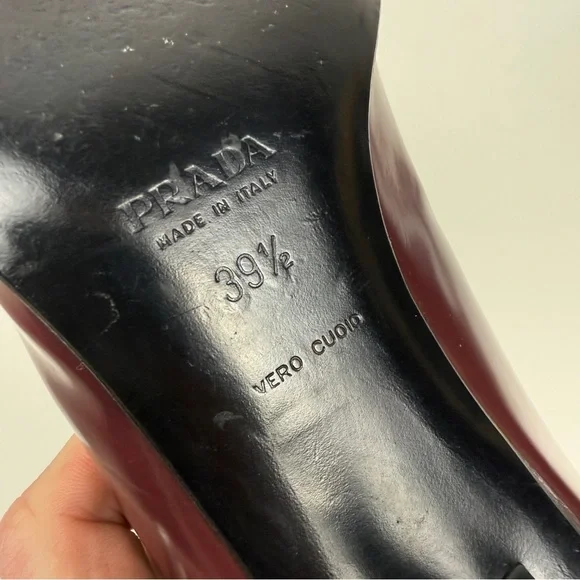 PRADA
MADE IN ITALY
39½
VERO CUOIO